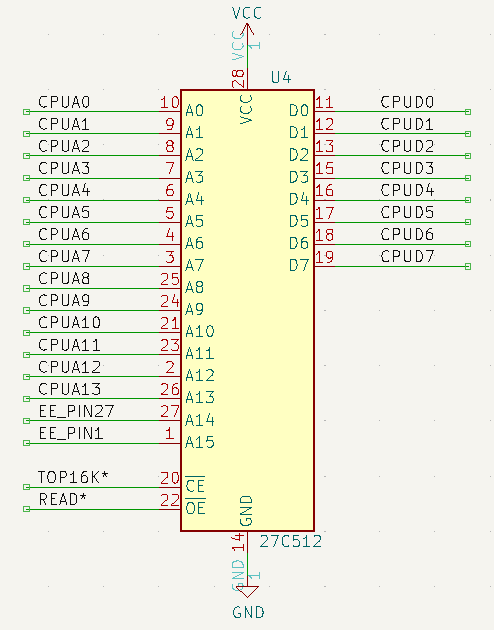 VCC
VCC 1
28
U4
VCC
CPUA0 10 A0 D0 11 CPUD0
CPUA1 9 A1 D1 12 CPUD1
CPUA2 8 A2 D2 13 CPUD2
CPUA3 7 A3 D3 15 CPUD3
CPUA4 6 A4 D4 16 CPUD4
CPUA5 5 A5 D5 17 CPUD5
CPUA6 4 A6 D6 18 CPUD6
CPUA7 3 A7 D7 19 CPUD7
CPUA8 25 A8
CPUA9 24 A9
CPUA10 21 A10
CPUA11 23 A11
CPUA12 2 A12
CPUA13 26 A13
EE_PIN27 27 A14
EE_PIN1 1 A15
TOP16K* 20 CE
READ* 22 OE
GND
14
27C512
GND 1
GND